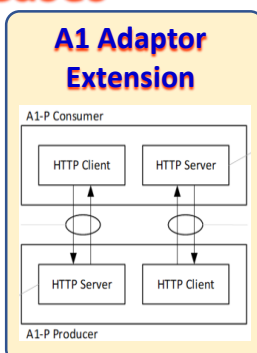 A1 Adaptor
Extension
A1-P Consumer
HTTP Client
HTTP Server
HTTP Server
HTTP Client
A1-P Producer